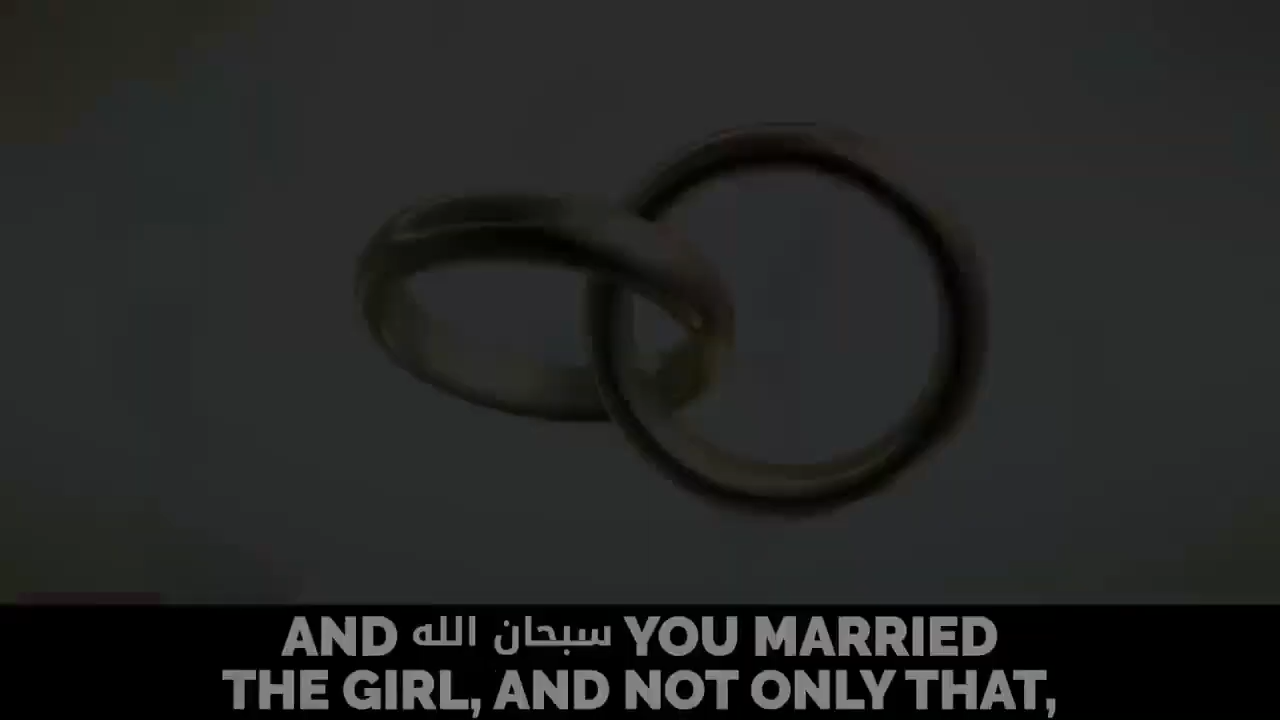 AND سبحان الله YOU MARRIED
THE GIRL, AND NOT ONLY THAT,